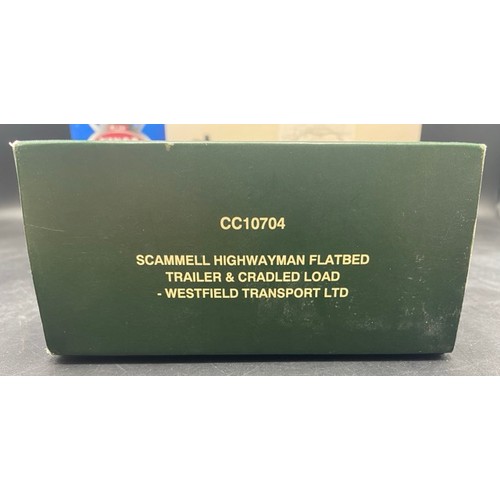 CC10704
SCAMMELL HIGHWAYMAN FLATBED
TRAILER & CRADLED LOAD
- WESTFIELD TRANSPORT LTD